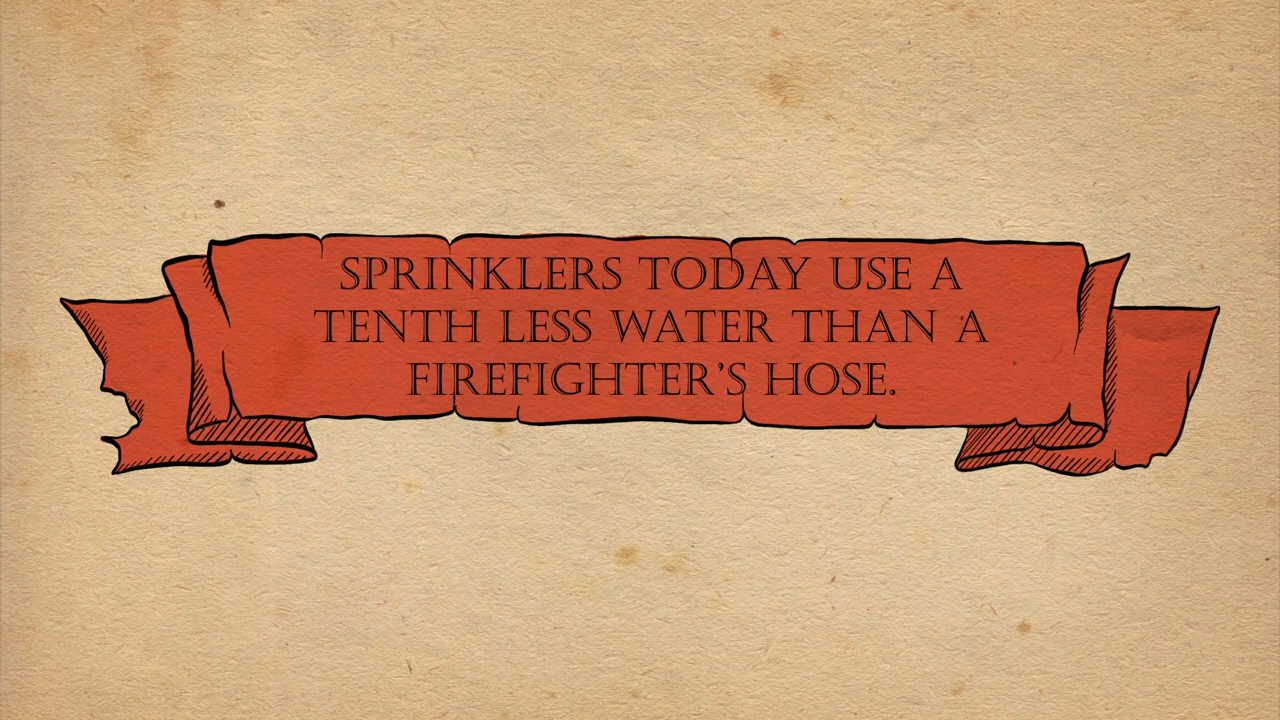 SPRINKLERS TODAY USE A
TENTH LESS WATER THAN A
FIREFIGHTER’S HOSE.